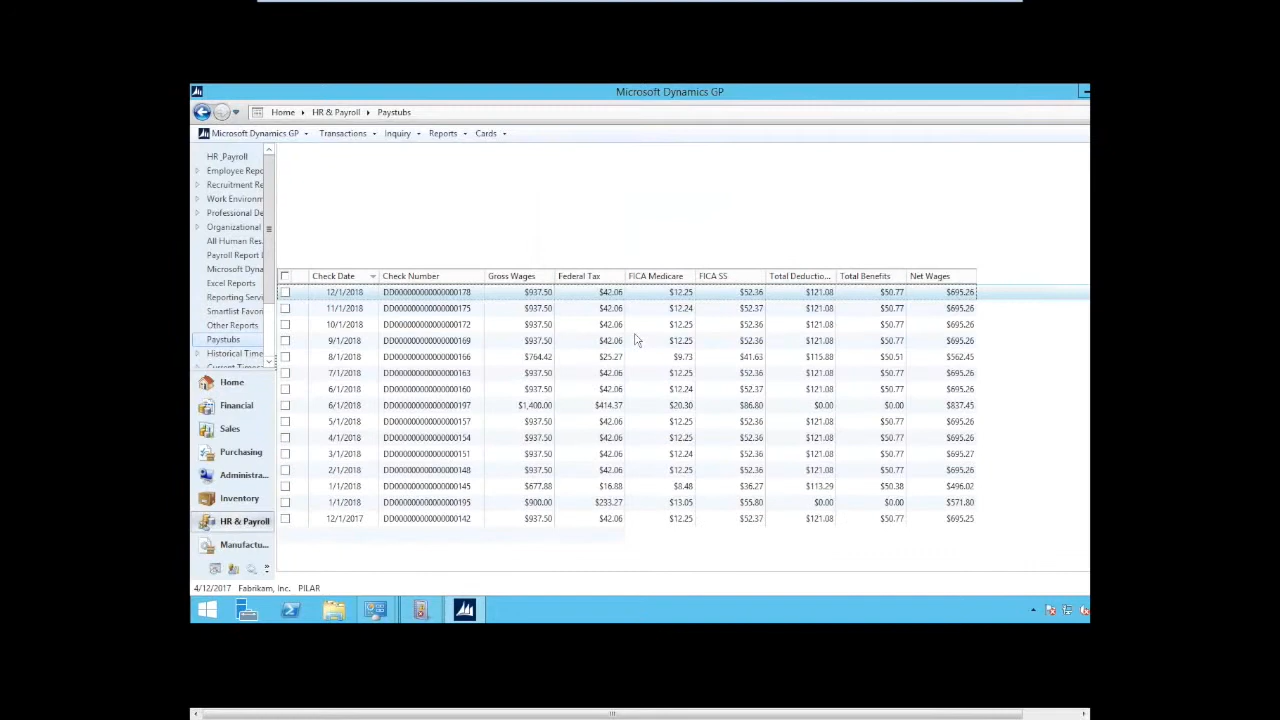 Microsoft Dynamics GP
Home HR & Payroll Paystubs
Microsoft Dynamics GP Transactions Inquiry Reports Cards
HR_Payroll
Employee Repo
Recruitment Re
Work Environm
Professional De
Organizational
All Human Res.
Payroll Report L
Microsoft Dyna
Excel Reports
Reporting Servi
Smartlist Favori
Other Reports
Paystubs
Historical Time
Current Timeca
Home
Financial
Sales
Purchasing
Administra...
Inventory
HR & Payroll
Manufactu...
Check Date Check Number Gross Wages Federal Tax FICA Medicare FICA SS Total Deductio... Total Benefits Net Wages
12/1/2018 DD000000000000000178 $937.50 $42.06 $12.25 $52.36 $121.08 $50.77 $695.26
11/1/2018 DD000000000000000175 $937.50 $42.06 $12.24 $52.37 $121.08 $50.77 $695.26
10/1/2018 DD000000000000000172 $937.50 $42.06 $12.25 $52.36 $121.08 $50.77 $695.26
9/1/2018 DD000000000000000169 $937.50 $42.06 $12.25 $52.36 $121.08 $50.77 $695.26
8/1/2018 DD000000000000000166 $764.42 $25.27 $9.73 $41.63 $115.88 $50.51 $562.45
7/1/2018 DD000000000000000163 $937.50 $42.06 $12.25 $52.36 $121.08 $50.77 $695.26
6/1/2018 DD000000000000000160 $937.50 $42.06 $12.24 $52.37 $121.08 $50.77 $695.26
6/1/2018 DD000000000000000197 $1,400.00 $414.37 $20.30 $86.80 $0.00 $0.00 $837.45
5/1/2018 DD000000000000000157 $937.50 $42.06 $12.25 $52.36 $121.08 $50.77 $695.26
4/1/2018 DD000000000000000154 $937.50 $42.06 $12.25 $52.36 $121.08 $50.77 $695.26
3/1/2018 DD000000000000000151 $937.50 $42.06 $12.24 $52.36 $121.08 $50.77 $695.27
2/1/2018 DD000000000000000148 $937.50 $42.06 $12.25 $52.36 $121.08 $50.77 $695.26
1/1/2018 DD000000000000000145 $677.88 $16.88 $8.48 $36.27 $113.29 $50.38 $496.02
1/1/2018 DD000000000000000195 $900.00 $233.27 $13.05 $55.80 $0.00 $0.00 $571.80
12/1/2017 DD000000000000000142 $937.50 $42.06 $12.25 $52.37 $121.08 $50.77 $695.25
4/12/2017 Fabrikam, Inc. PILAR